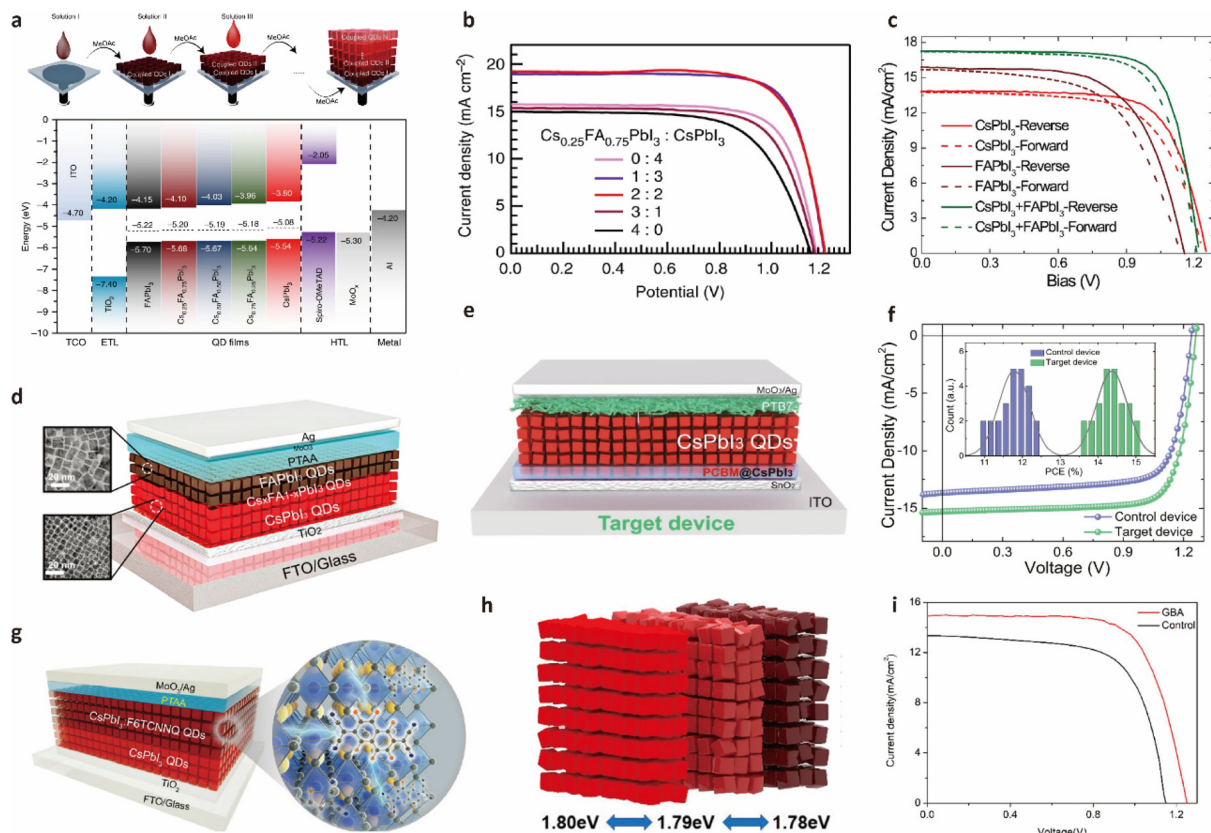 a
Solution I
Solution II
Solution III
MeOAc
MeOAc
MeOAc
MeOAc
Coupled QDs I
Coupled QDs II
Coupled QDs I
Coupled QDs II
Coupled QDs I
Energy (eV)
0
−1
−2
−3
−4
−5
−6
−7
−8
−9
−10
ITO
−4.70
−4.20
−7.40
TiO2
−4.15
−5.22
−5.70
FAPbI3
−4.10
−5.20
−5.68
Cs0.25FA0.75PbI3
−4.03
−5.19
−5.67
Cs0.50FA0.50PbI3
−3.96
−5.18
−5.64
Cs0.75FA0.25PbI3
−5.08
−5.54
CsPbI3
−2.05
−5.22
Spiro-OMeTAD
−5.30
MoOx
−4.20
Al
TCO
ETL
QD films
HTL
Metal
b
Current density (mA cm−2)
20
15
10
5
0
Cs0.25FA0.75PbI3 : CsPbI3
0 : 4
1 : 3
2 : 2
3 : 1
4 : 0
0.0 0.2 0.4 0.6 0.8 1.0 1.2
Potential (V)
c
Current Density (mA/cm2)
18
15
12
9
6
3
0
CsPbI3-Reverse
CsPbI3-Forward
FAPbI3-Reverse
FAPbI3-Forward
CsPbI3+FAPbI3-Reverse
CsPbI3+FAPbI3-Forward
0.0 0.3 0.6 0.9 1.2
Bias (V)
d
Ag
MoO3
PTAA
FAPbI3 QDs
CsxFA1-xPbI3 QDs
CsPbI3 QDs
TiO2
FTO/Glass
20 nm
20 nm
e
MoO3/Ag
PTB7
CsPbI3 QDs
PCBM@CsPbI3
SnO2
ITO
Target device
f
Current Density (mA/cm2)
0
−5
−10
−15
Count (a.u.)
6
3
0
Control device
Target device
11 12 13 14 15
PCE (%)
Control device
Target device
0.0 0.3 0.6 0.9 1.2
Voltage (V)
g
MoOx/Ag
PTAA
CsPbI3:F6TCNNQ QDs
CsPbI3 QDs
TiO2
FTO/Glass
h
1.80eV 1.79eV 1.78eV
i
Current density(mA/cm2)
16
12
8
4
0
GBA
Control
0.0 0.4 0.8 1.2
Voltage(V)